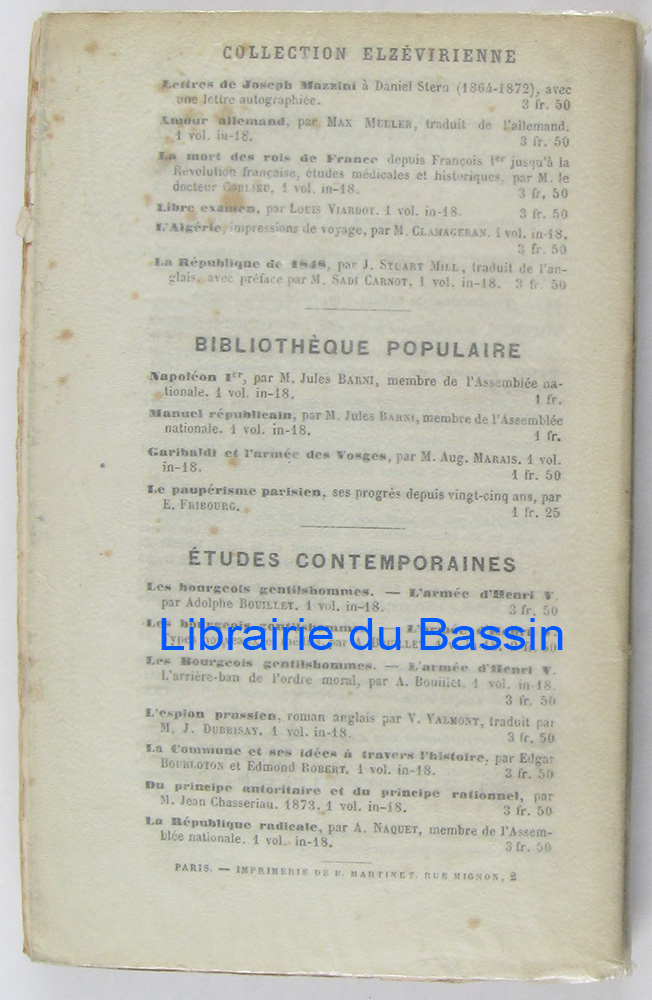 COLLECTION ELZÉVIRIENNE
Lettres de Joseph Mazzini à Daniel Stern (1864-1872), avec
une lettre autographiée. 3 fr. 50
Amour allemand, par MAX MULLER, traduit de l'allemand.
1 vol. in-18. 3 fr. 50
La mort des rois de France depuis François 1er jusqu'à la
Révolution française, études médicales et historiques, par M. le
docteur CORLIEU, 1 vol. in-18. 3 fr. 50
Libre examen, par LOUIS VIARDOT. 1 vol. in-18. 3 fr. 50
L'Algérie, impressions de voyage, par M. CLAMAGERAN. 1 vol. in-18.
3 fr. 50
La République de 1848, par J. STUART MILL, traduit de l'an-
glais, avec préface par M. SADI CARNOT, 1 vol. in-18. 3 fr. 50
BIBLIOTHÈQUE POPULAIRE
Napoléon 1er, par M. Jules BARNI, membre de l'Assemblée na-
tionale. 1 vol. in-18. 1 fr.
Manuel républicain, par M. Jules BARNI, membre de l'Assemblée
nationale. 1 vol. in-18. 1 fr.
Garibaldi et l'armée des Vosges, par M. Aug. MARAIS. 1 vol.
in-18. 1 fr. 50
Le paupérisme parisien, ses progrès depuis vingt-cinq ans, par
E. FRIBOURG. 1 fr. 25
ÉTUDES CONTEMPORAINES
Les bourgeois gentilshommes. — L'armée d'Henri V.
par Adolphe BOUILLET. 1 vol. in-18. 3 fr. 50
Les bourgeois gentilshommes. —
Librairie du Bassin
Types
Les Bourgeois gentilshommes. — L'armée d'Henri V.
L'arrière-ban de l'ordre moral, par A. Bouillet. 1 vol. in-18.
3 fr. 50
L'espion prussien, roman anglais par V. VALMONT, traduit par
M. J. DUBRISAY. 1 vol. in-18. 3 fr. 50
La Commune et ses idées à travers l'histoire, par Edgar
BOURLOTON et Edmond ROBERT. 1 vol. in-18. 3 fr. 50
Du principe autoritaire et du principe rationnel, par
M. Jean Chasseriau. 1873. 1 vol. in-18. 3 fr. 50
La République radicale, par A. NAQUET, membre de l'Assem-
blée nationale. 1 vol. in-18. 3 fr. 50
PARIS. — IMPRIMERIE DE E. MARTINET, RUE MIGNON, 2